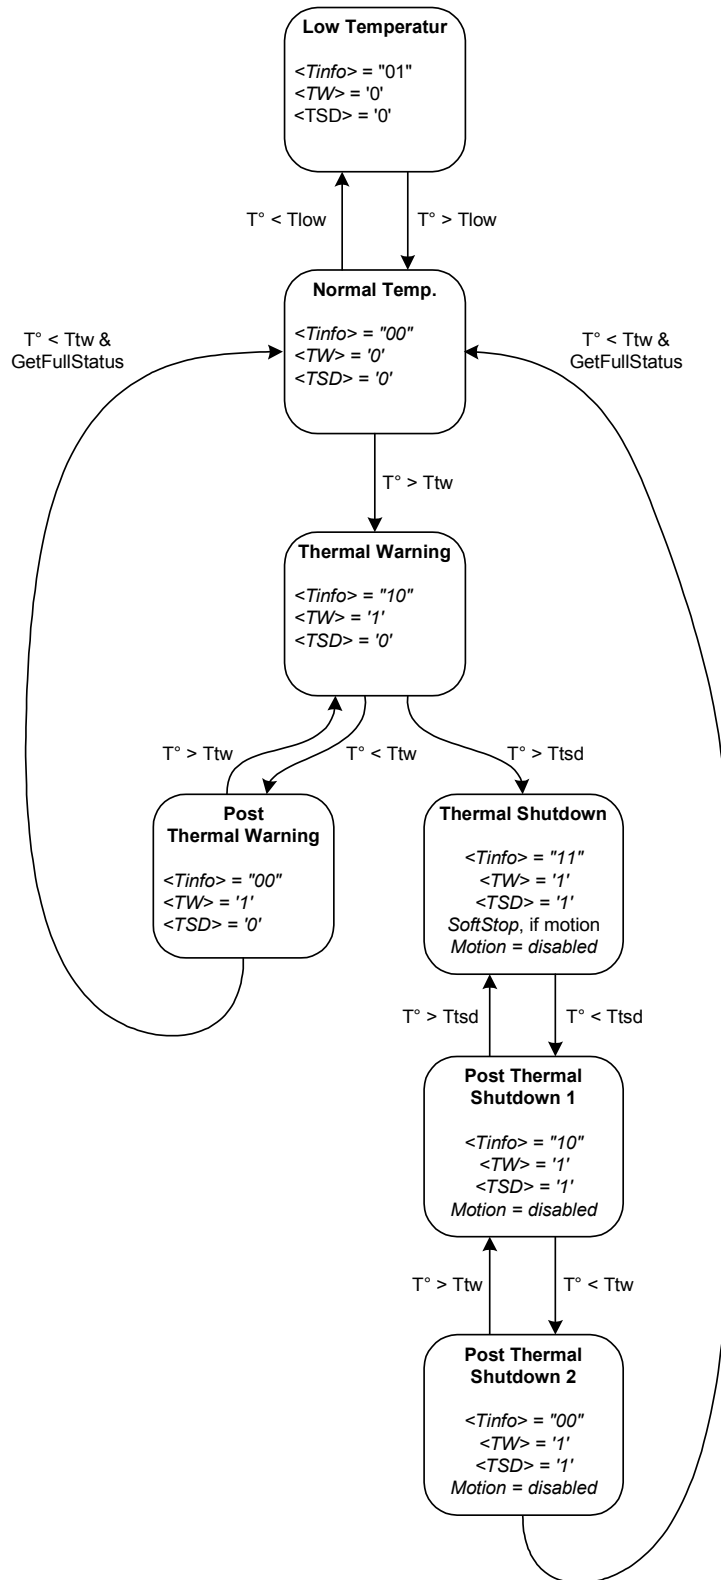 Low Temperatur
<Tinfo> = "01"
<TW> = '0'
<TSD> = '0'
T° < Tlow
T° > Tlow
Normal Temp.
<Tinfo> = "00"
<TW> = '0'
<TSD> = '0'
T° < Ttw &
GetFullStatus
T° < Ttw &
GetFullStatus
T° > Ttw
Thermal Warning
<Tinfo> = "10"
<TW> = '1'
<TSD> = '0'
T° > Ttw
T° < Ttw
T° > Ttsd
Post
Thermal Warning
<Tinfo> = "00"
<TW> = '1'
<TSD> = '0'
Thermal Shutdown
<Tinfo> = "11"
<TW> = '1'
<TSD> = '1'
SoftStop, if motion
Motion = disabled
T° > Ttsd
T° < Ttsd
Post Thermal
Shutdown 1
<Tinfo> = "10"
<TW> = '1'
<TSD> = '1'
Motion = disabled
T° > Ttw
T° < Ttw
Post Thermal
Shutdown 2
<Tinfo> = "00"
<TW> = '1'
<TSD> = '1'
Motion = disabled